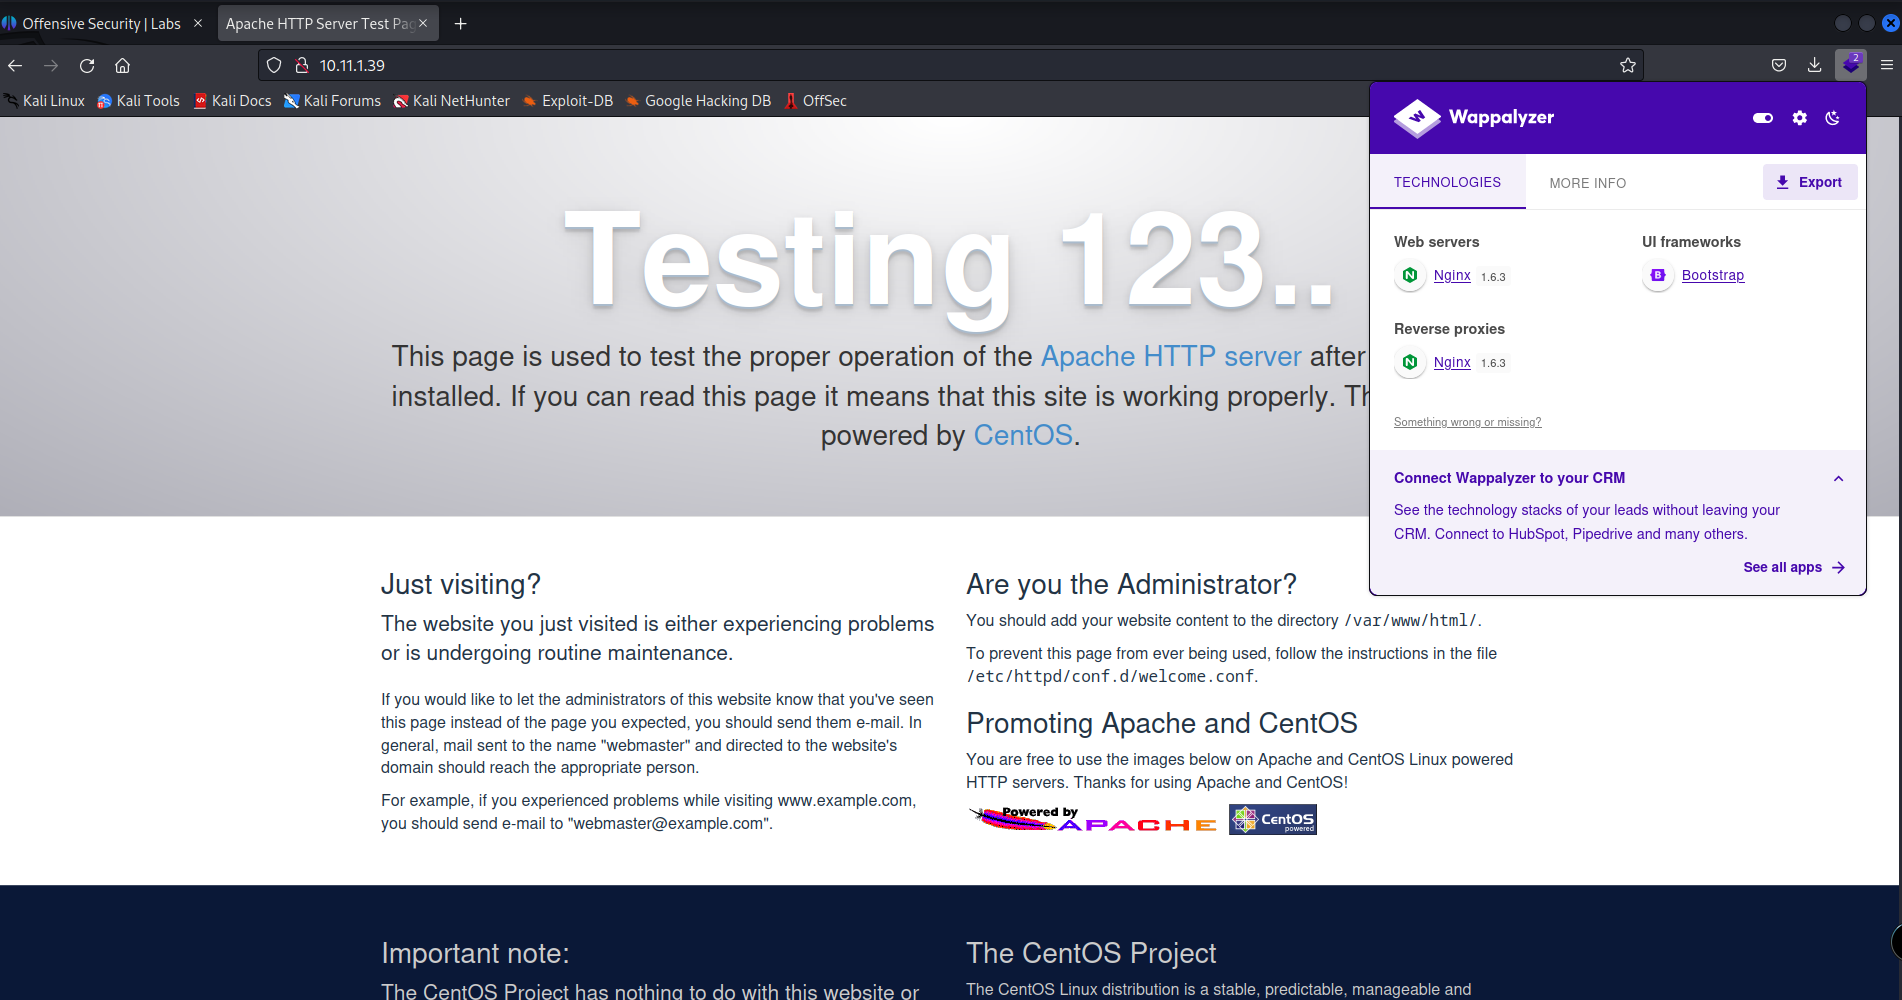 Offensive Security | Labs
Apache HTTP Server Test Pag
10.11.1.39
2
Kali Linux
Kali Tools
Kali Docs
Kali Forums
Kali NetHunter
Exploit-DB
Google Hacking DB
OffSec
Testing 123..
This page is used to test the proper operation of the Apache HTTP server after
installed. If you can read this page it means that this site is working properly. Th
powered by CentOS.
Wappalyzer
TECHNOLOGIES
MORE INFO
Export
Web servers
Nginx 1.6.3
UI frameworks
Bootstrap
Reverse proxies
Nginx 1.6.3
Something wrong or missing?
Connect Wappalyzer to your CRM
See the technology stacks of your leads without leaving your
CRM. Connect to HubSpot, Pipedrive and many others.
See all apps
Just visiting?
The website you just visited is either experiencing problems
or is undergoing routine maintenance.
If you would like to let the administrators of this website know that you've seen
this page instead of the page you expected, you should send them e-mail. In
general, mail sent to the name "webmaster" and directed to the website's
domain should reach the appropriate person.
For example, if you experienced problems while visiting www.example.com,
you should send e-mail to "webmaster@example.com".
Are you the Administrator?
You should add your website content to the directory /var/www/html/.
To prevent this page from ever being used, follow the instructions in the file
/etc/httpd/conf.d/welcome.conf.
Promoting Apache and CentOS
You are free to use the images below on Apache and CentOS Linux powered
HTTP servers. Thanks for using Apache and CentOS!
Powered by
APACHE
CentOS
powered
Important note:
The CentOS Project has nothing to do with this website or
The CentOS Project
The CentOS Linux distribution is a stable, predictable, manageable and